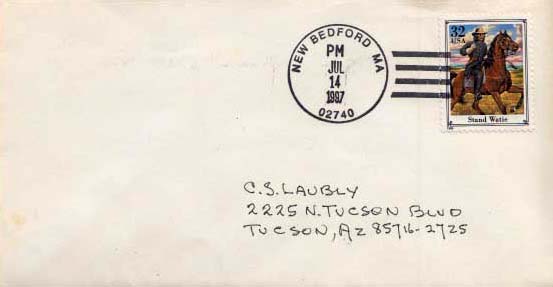 NEW BEDFORD MA
PM
JUL
14
1997
02740
32
USA
Stand Watie
C.S. LAUBLY
2225 N. TUCSON BLVD
TUCSON, AZ 85716-2725